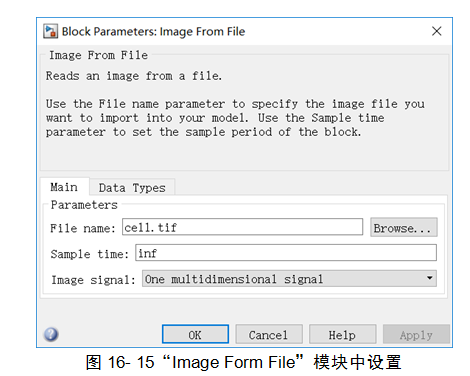 Block Parameters: Image From File
Image From File
Reads an image from a file.
Use the File name parameter to specify the image file you
want to import into your model. Use the Sample time
parameter to set the sample period of the block.
Main Data Types
Parameters
File name: cell.tif Browse...
Sample time: inf
Image signal: One multidimensional signal
OK Cancel Help Apply
图 16- 15“Image Form File”模块中设置